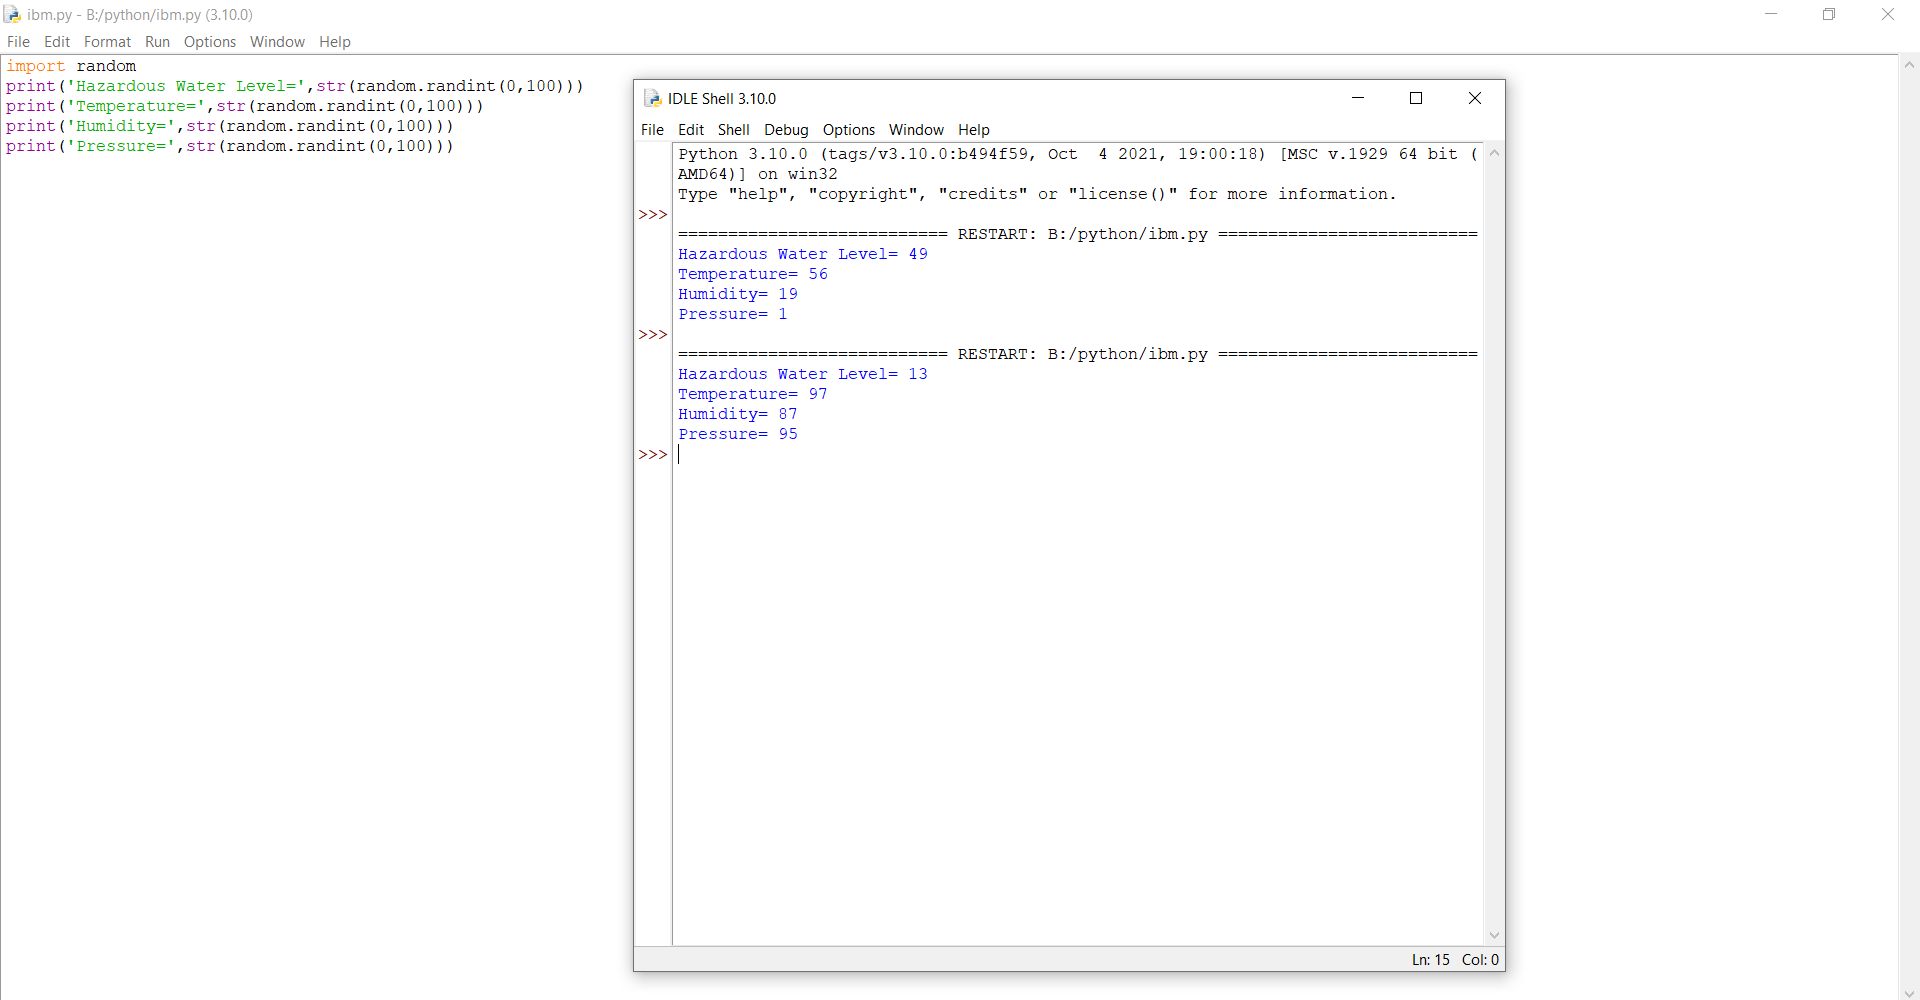 ibm.py - B:/python/ibm.py (3.10.0)
File Edit Format Run Options Window Help
import random
print('Hazardous Water Level=',str(random.randint(0,100)))
print('Temperature=',str(random.randint(0,100)))
print('Humidity=',str(random.randint(0,100)))
print('Pressure=',str(random.randint(0,100)))
IDLE Shell 3.10.0
File Edit Shell Debug Options Window Help
Python 3.10.0 (tags/v3.10.0:b494f59, Oct  4 2021, 19:00:18) [MSC v.1929 64 bit (
AMD64)] on win32
Type "help", "copyright", "credits" or "license()" for more information.
>>>
=========================== RESTART: B:/python/ibm.py ==========================
Hazardous Water Level= 49
Temperature= 56
Humidity= 19
Pressure= 1
>>>
=========================== RESTART: B:/python/ibm.py ==========================
Hazardous Water Level= 13
Temperature= 97
Humidity= 87
Pressure= 95
>>>
Ln: 15 Col: 0